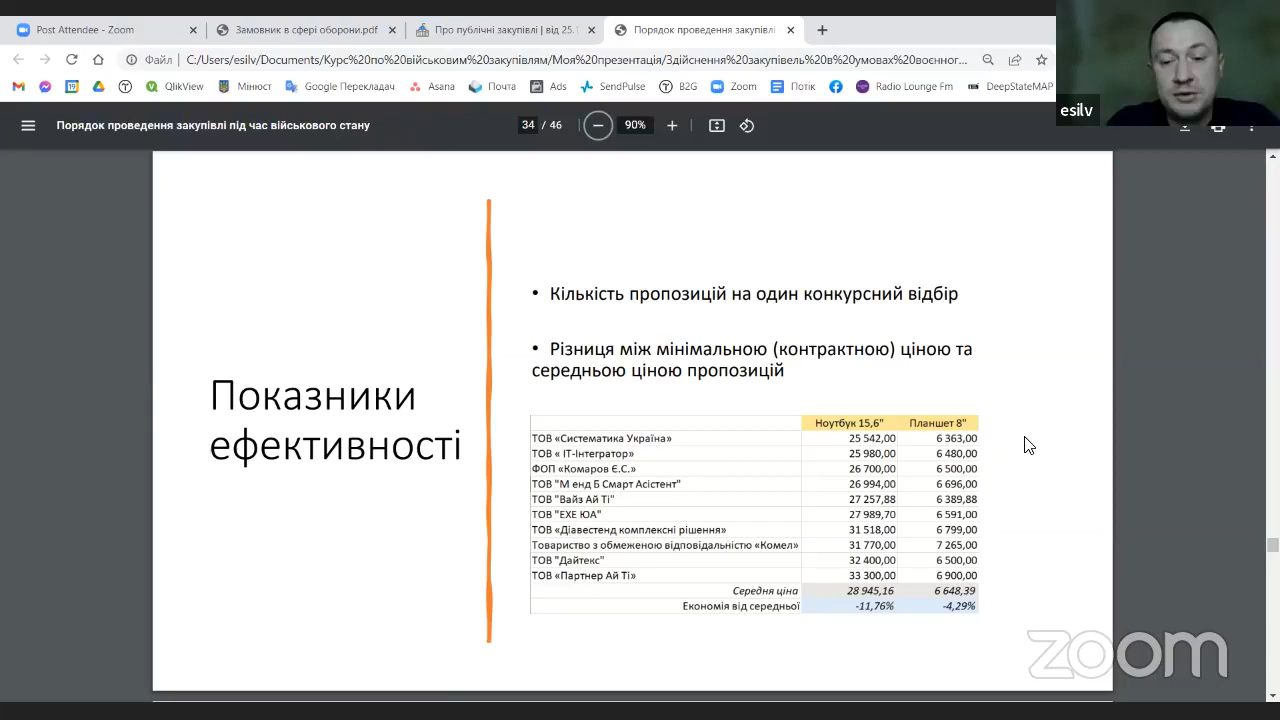 Post Attendee - Zoom
Замовник в сфері оборони.pdf
Про публічні закупівлі | від 25.1
Порядок проведення закупівлі
Файл
C:/Users/esilv/Documents/Курс%20по%20військовим%20закупівлям/Моя%20презентація/Здійснення%20закупівель%20в%20умовах%20воєнног...
QlikView
Мінюст
Google Перекладач
Asana
Почта
Ads
SendPulse
B2G
Zoom
Потік
Radio Lounge Fm
DeepStateMAP
esilv
Порядок проведення закупівлі під час військового стану
34 / 46
90%
Показники
ефективності
• Кількість пропозицій на один конкурсний відбір
• Різниця між мінімальною (контрактною) ціною та
середньою ціною пропозицій
Ноутбук 15,6" Планшет 8"
ТОВ «Систематика Україна» 25 542,00 6 363,00
ТОВ « ІТ-Інтегратор» 25 980,00 6 480,00
ФОП «Комаров Є.С.» 26 700,00 6 500,00
ТОВ "М енд Б Смарт Асістент" 26 994,00 6 696,00
ТОВ "Вайз Ай Ті" 27 257,88 6 389,88
ТОВ "ЕХЕ ЮА" 27 989,70 6 591,00
ТОВ «Діавестенд комплексні рішення» 31 518,00 6 799,00
Товариство з обмеженою відповідальністю «Комел» 31 770,00 7 265,00
ТОВ "Дайтекс" 32 400,00 6 500,00
ТОВ «Партнер Ай Ті» 33 300,00 6 900,00
Середня ціна 28 945,16 6 648,39
Економія від середньої -11,76% -4,29%
zoom